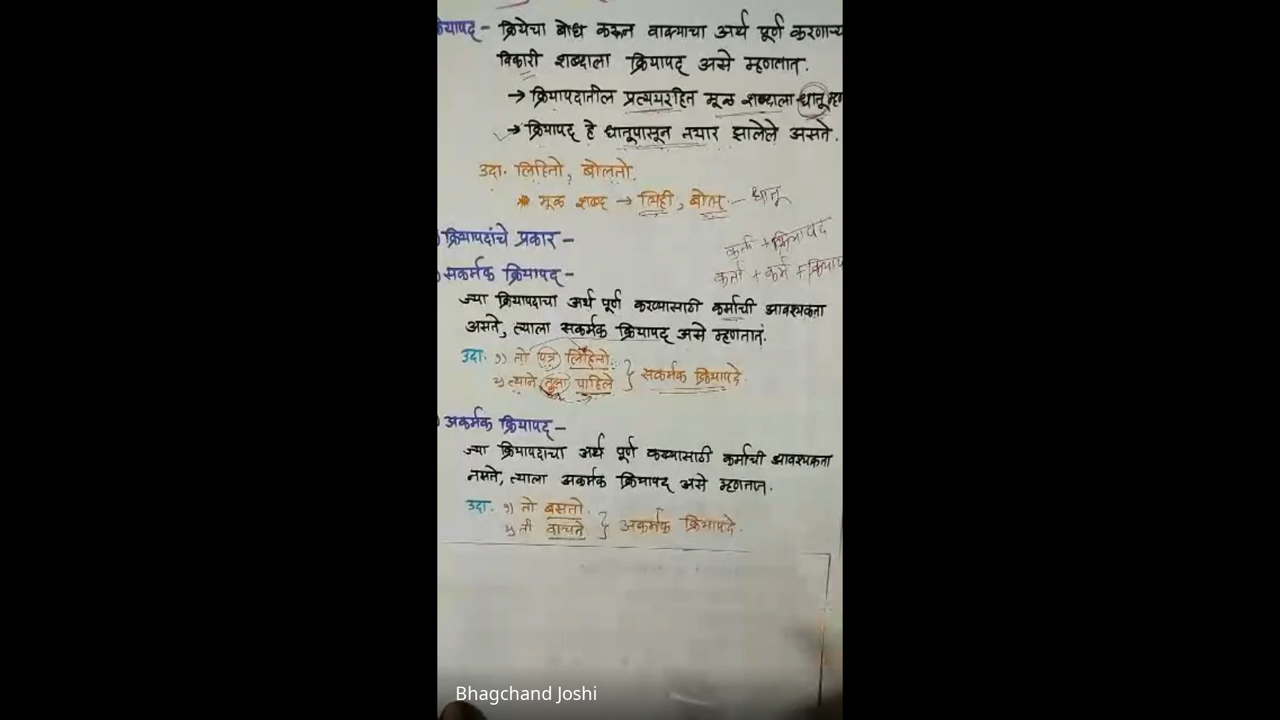 क्रियापद - क्रियेचा बोध करून वाक्याचा अर्थ पूर्ण करणाऱ्य
विकारी शब्दाला क्रियापद असे म्हणतात.
→ क्रियापदातील प्रत्ययरहित मूळ शब्दाला धातू म्ह
→ क्रियापद हे धातूपासून तयार झालेले असते.
उदा. लिहितो, बोलतो.
मूळ शब्द → लिही, बोल - धातू
क्रियापदांचे प्रकार -
कर्ता + क्रियापद
सकर्मक क्रियापद -
कर्ता + कर्म + क्रियाप
ज्या क्रियापदाचा अर्थ पूर्ण करण्यासाठी कर्माची आवश्यकता
असते, त्याला सकर्मक क्रियापद असे म्हणतात.
उदा. १) तो पत्र लिहितो.
२) त्याने तुला पाहिले } सकर्मक क्रियापदे.
अकर्मक क्रियापद -
ज्या क्रियापदाचा अर्थ पूर्ण करण्यासाठी कर्माची आवश्यकता
नसते, त्याला अकर्मक क्रियापद असे म्हणतात.
उदा. १) तो बसतो.
२) ती वाचते } अकर्मक क्रियापदे.
Bhagchand Joshi